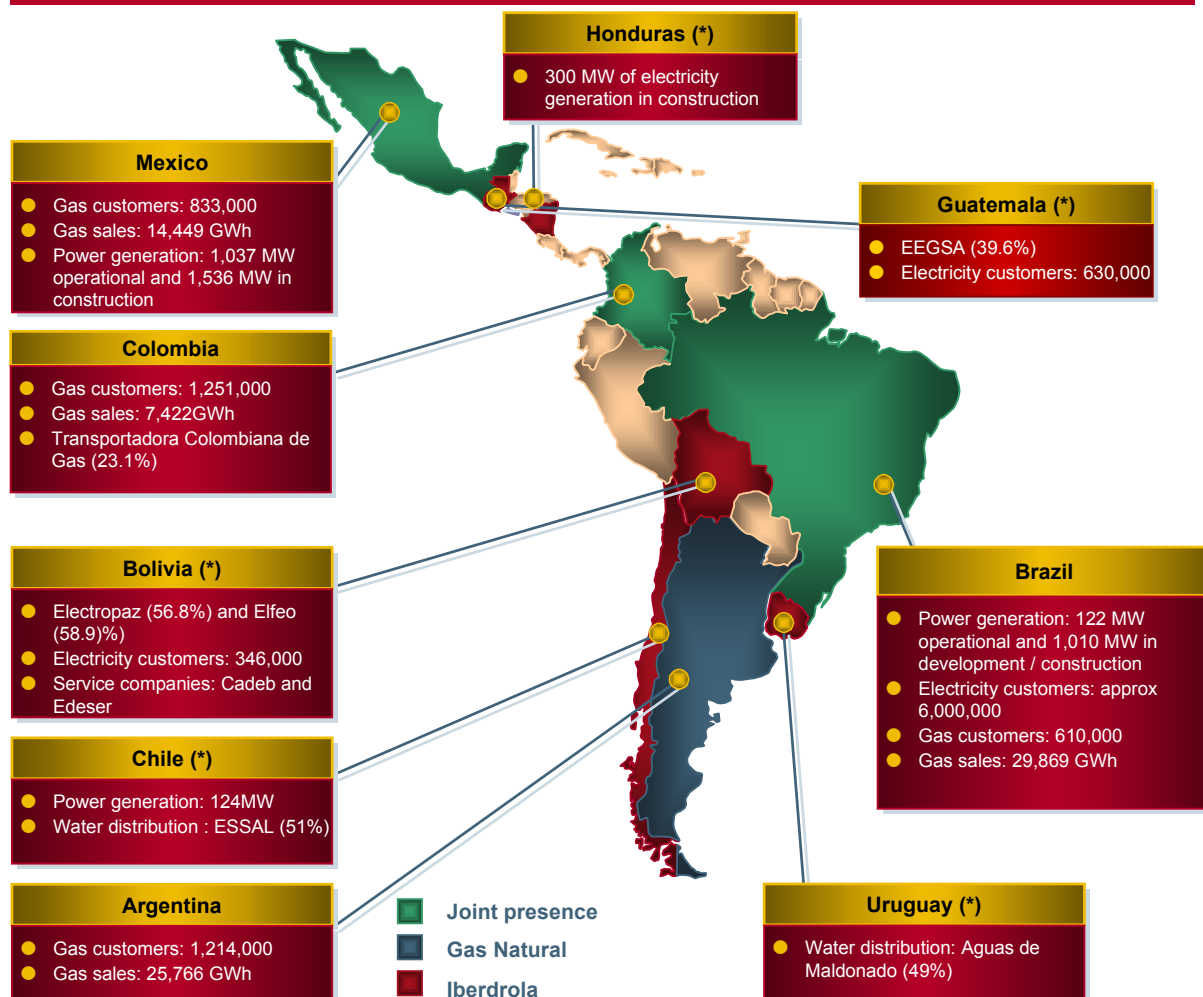 Honduras (*)
300 MW of electricity
generation in construction
Mexico
Gas customers: 833,000
Gas sales: 14,449 GWh
Power generation: 1,037 MW
operational and 1,536 MW in
construction
Guatemala (*)
EEGSA (39.6%)
Electricity customers: 630,000
Colombia
Gas customers: 1,251,000
Gas sales: 7,422GWh
Transportadora Colombiana de
Gas (23.1%)
Bolivia (*)
Electropaz (56.8%) and Elfeo
(58.9)%)
Electricity customers: 346,000
Service companies: Cadeb and
Edeser
Brazil
Power generation: 122 MW
operational and 1,010 MW in
development / construction
Electricity customers: approx
6,000,000
Gas customers: 610,000
Gas sales: 29,869 GWh
Chile (*)
Power generation: 124MW
Water distribution : ESSAL (51%)
Argentina
Gas customers: 1,214,000
Gas sales: 25,766 GWh
Joint presence
Gas Natural
Iberdrola
Uruguay (*)
Water distribution: Aguas de
Maldonado (49%)